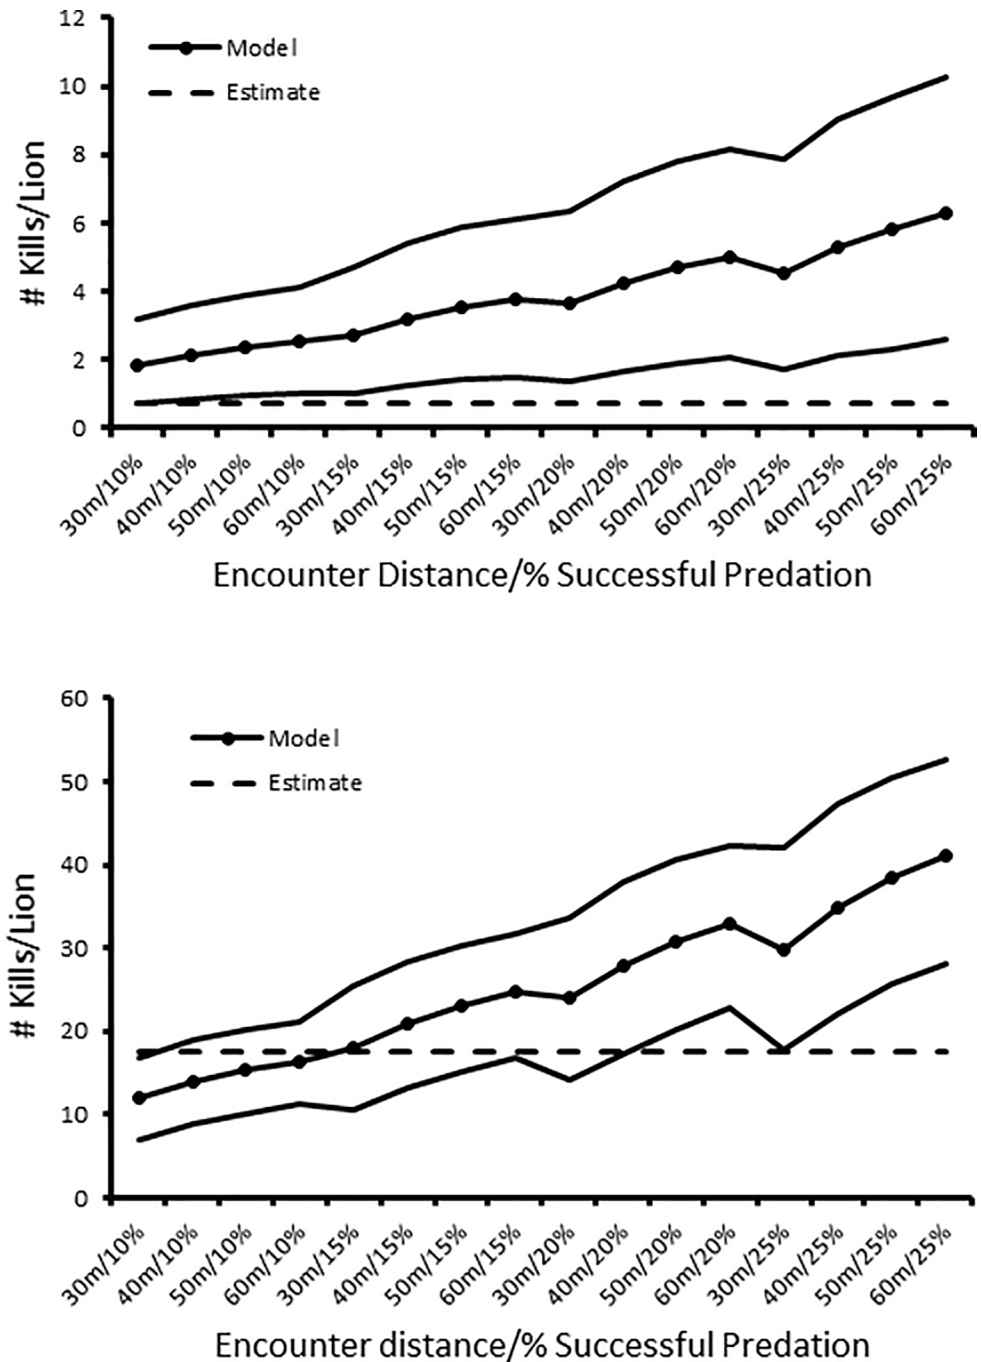 12
10
8
6
4
2
0
# Kills/Lion
Model
Estimate
30m/10%
40m/10%
50m/10%
60m/10%
30m/15%
40m/15%
50m/15%
60m/15%
30m/20%
40m/20%
50m/20%
60m/20%
30m/25%
40m/25%
50m/25%
60m/25%
Encounter Distance/% Successful Predation
60
50
40
30
20
10
0
# Kills/Lion
Model
Estimate
30m/10%
40m/10%
50m/10%
60m/10%
30m/15%
40m/15%
50m/15%
60m/15%
30m/20%
40m/20%
50m/20%
60m/20%
30m/25%
40m/25%
50m/25%
60m/25%
Encounter distance/% Successful Predation